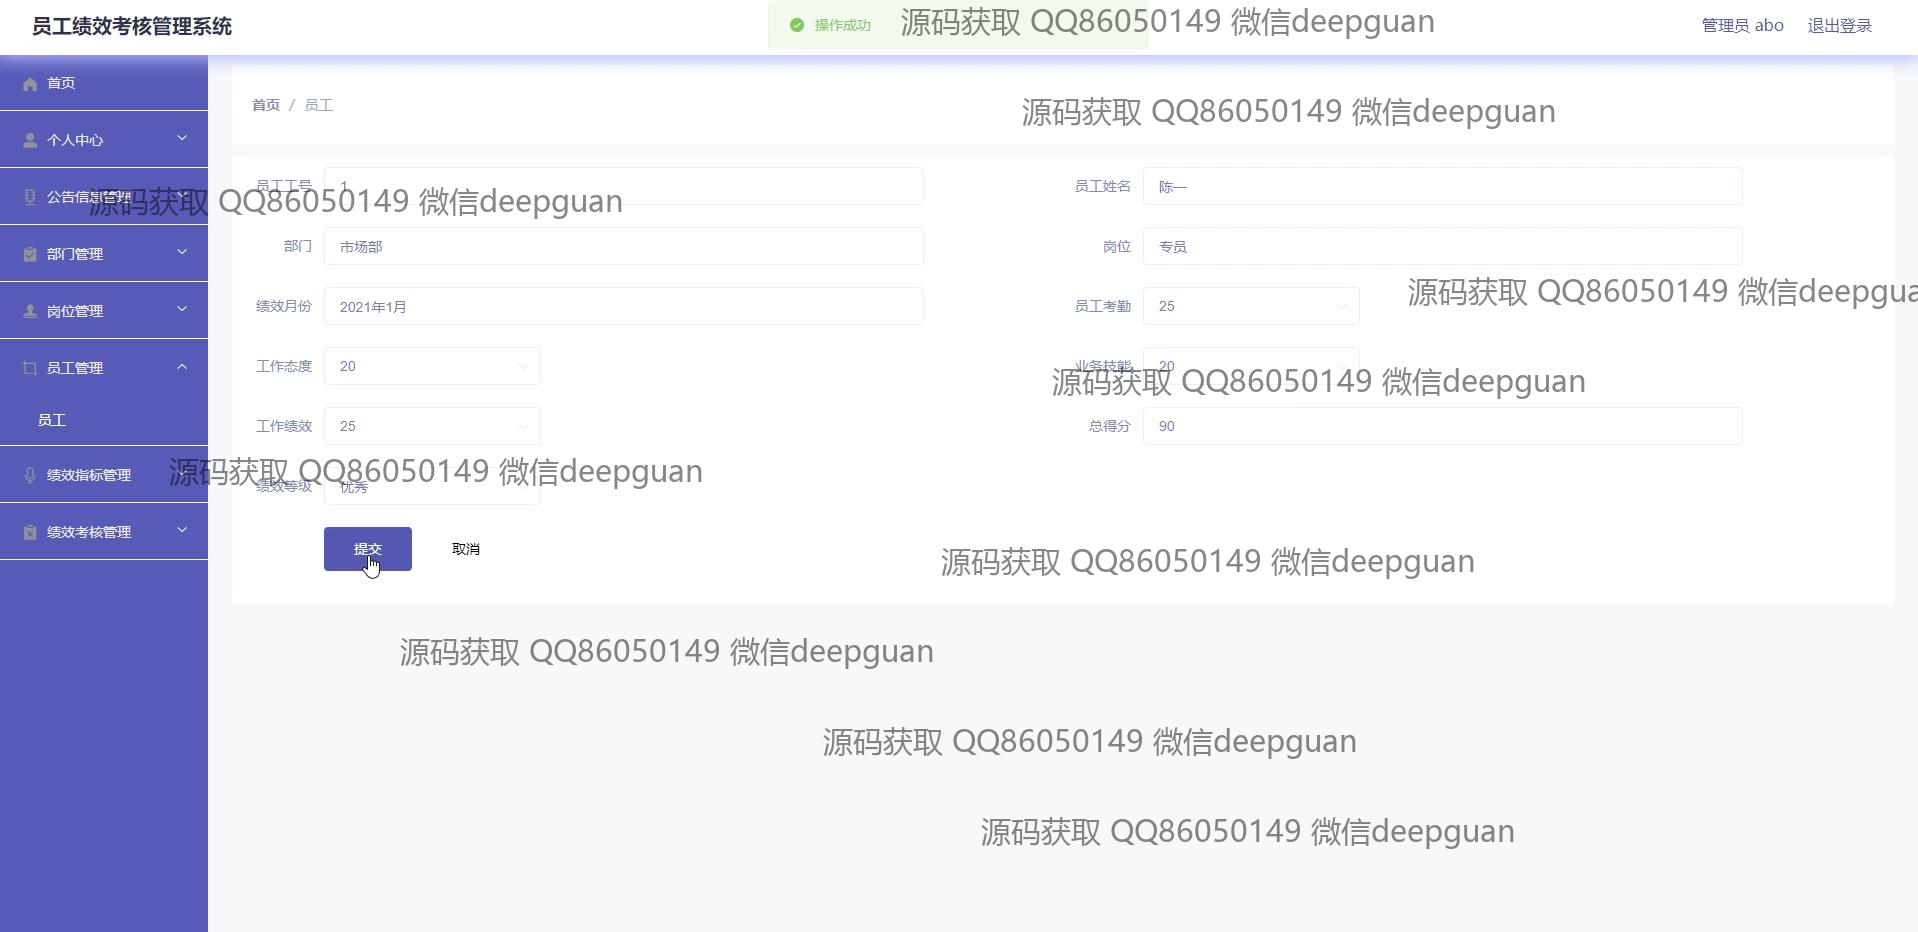 员工绩效考核管理系统
操作成功
源码获取 QQ86050149 微信deepguan
管理员 abo
退出登录
首页
首页 / 员工
源码获取 QQ86050149 微信deepguan
个人中心
员工工号 1
员工姓名 陈一
公告信息管理
源码获取 QQ86050149 微信deepguan
部门管理
部门 市场部
岗位 专员
源码获取 QQ86050149 微信deepgua
岗位管理
绩效月份 2021年1月
员工考勤 25
员工管理
工作态度 20
业务技能 20
源码获取 QQ86050149 微信deepguan
员工
工作绩效 25
总得分 90
绩效指标管理
源码获取 QQ86050149 微信deepguan
绩效等级 优秀
绩效考核管理
提交
取消
源码获取 QQ86050149 微信deepguan
源码获取 QQ86050149 微信deepguan
源码获取 QQ86050149 微信deepguan
源码获取 QQ86050149 微信deepguan